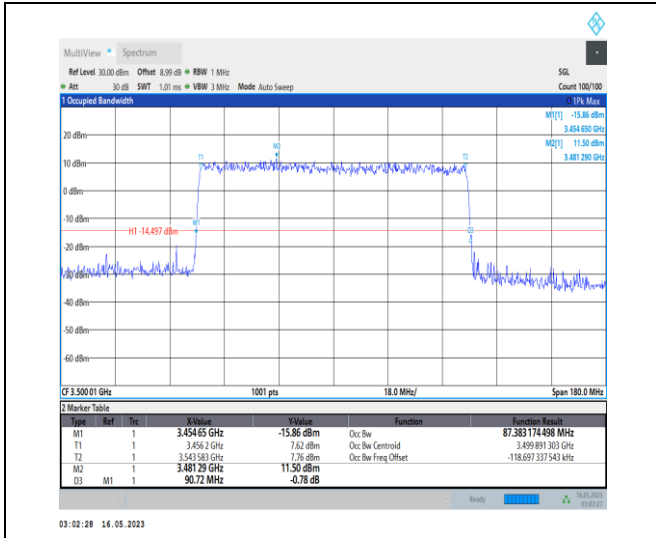 MultiView Spectrum
Ref Level 30.00 dBm Offset 8.99 dB RBW 1 MHz SGL
Att 30 dB SWT 1.01 ms VBW 3 MHz Mode Auto Sweep Count 100/100
1 Occupied Bandwidth 1Pk Max
M1[1] -15.86 dBm
3.454 650 GHz
M2[1] 11.50 dBm
3.481 290 GHz
20 dBm
M2
T1 T2
10 dBm
0 dBm
-10 dBm
M1
H1 -14.497 dBm D3
-30 dBm
-40 dBm
-50 dBm
-60 dBm
CF 3.500 01 GHz 1001 pts 18.0 MHz/ Span 180.0 MHz
2 Marker Table
Type Ref Trc X-Value Y-Value Function Function Result
M1 1 3.454 65 GHz -15.86 dBm Occ Bw 87.383 174 498 MHz
T1 1 3.456 2 GHz 7.62 dBm Occ Bw Centroid 3.499 891 303 GHz
T2 1 3.543 583 GHz 7.76 dBm Occ Bw Freq Offset -118.697 337 543 kHz
M2 1 3.481 29 GHz 11.50 dBm
D3 M1 1 90.72 MHz -0.78 dB
Ready 16.05.2023
03:02:27
03:02:28 16.05.2023